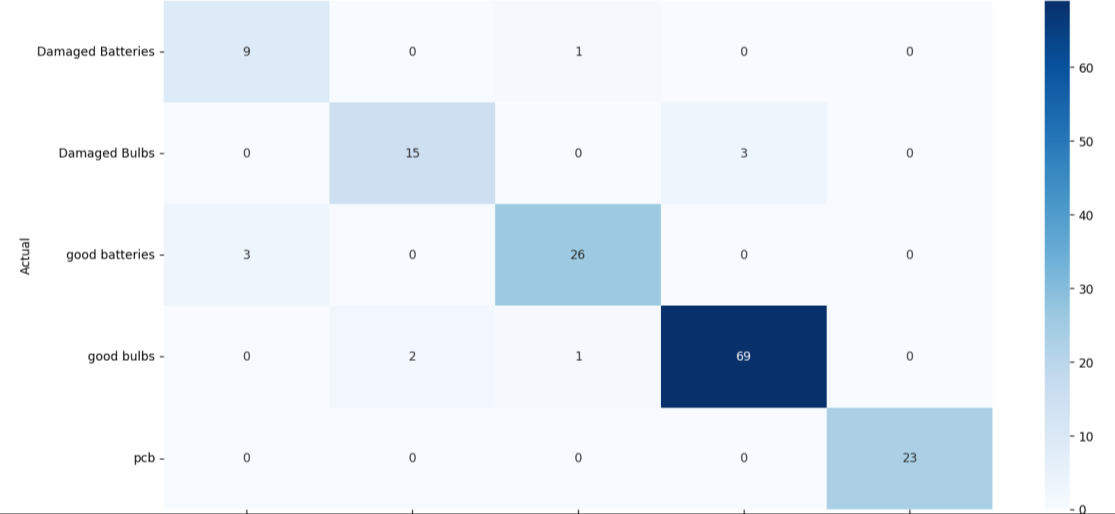 Damaged Batteries 9 0 1 0 0
Damaged Bulbs 0 15 0 3 0
good batteries 3 0 26 0 0
good bulbs 0 2 1 69 0
pcb 0 0 0 0 23
Actual
60
50
40
30
20
10
0